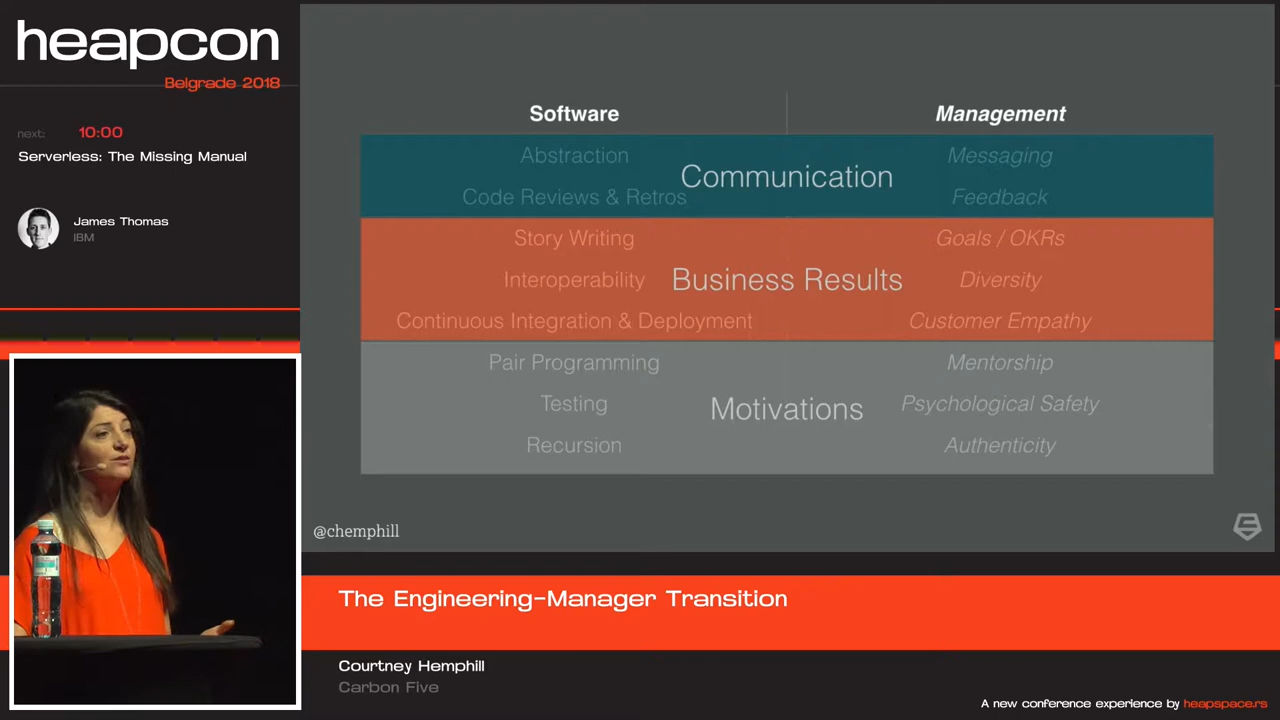 heapcon
Belgrade 2018
next: 10:00
Serverless: The Missing Manual
James Thomas
IBM
Software Management
Abstraction Messaging
Communication
Code Reviews & Retros Feedback
Story Writing Goals / OKRs
Interoperability Business Results Diversity
Continuous Integration & Deployment Customer Empathy
Pair Programming Mentorship
Testing Motivations Psychological Safety
Recursion Authenticity
@chemphill
The Engineering-Manager Transition
Courtney Hemphill
Carbon Five
A new conference experience by heapspace.rs